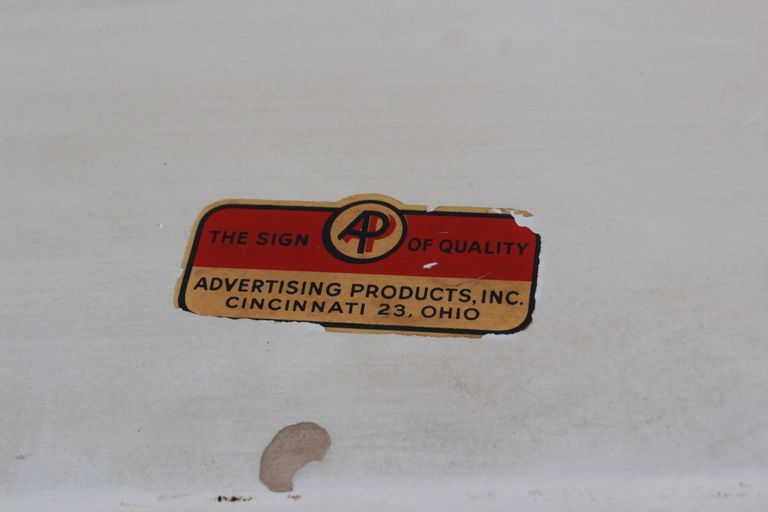 THE SIGN AP OF QUALITY
ADVERTISING PRODUCTS, INC.
CINCINNATI 23, OHIO